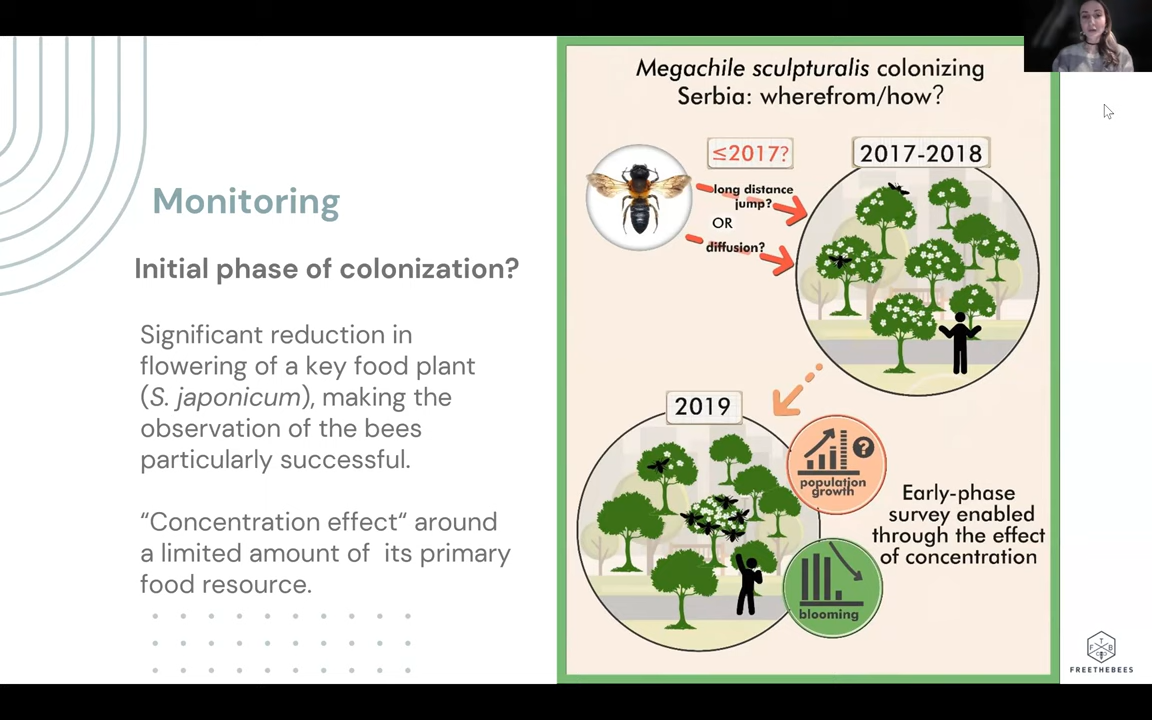 Monitoring
Initial phase of colonization?
Significant reduction in
flowering of a key food plant
(S. japonicum), making the
observation of the bees
particularly successful.
“Concentration effect“ around
a limited amount of its primary
food resource.
Megachile sculpturalis colonizing
Serbia: wherefrom/how?
≤2017?
2017-2018
long distance
jump?
OR
diffusion?
2019
?
population
growth
Early-phase
survey enabled
through the effect
of concentration
blooming
F T B
FREETHEBEES